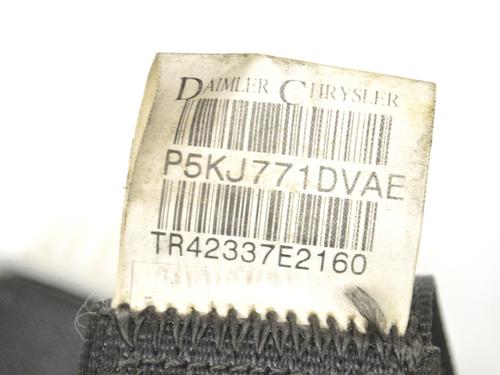 DAIMLER CHRYSLER
P5KJ771DVAE
TR42337E2160